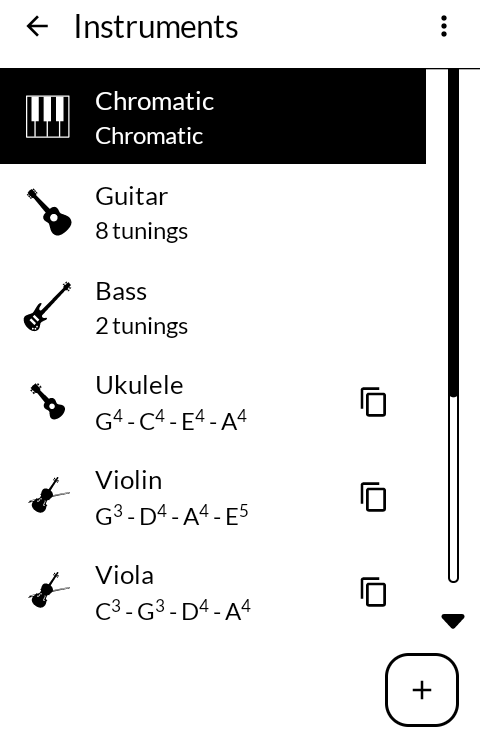 Instruments
Chromatic
Chromatic
Guitar
8 tunings
Bass
2 tunings
Ukulele
G⁴ - C⁴ - E⁴ - A⁴
Violin
G³ - D⁴ - A⁴ - E⁵
Viola
C³ - G³ - D⁴ - A⁴